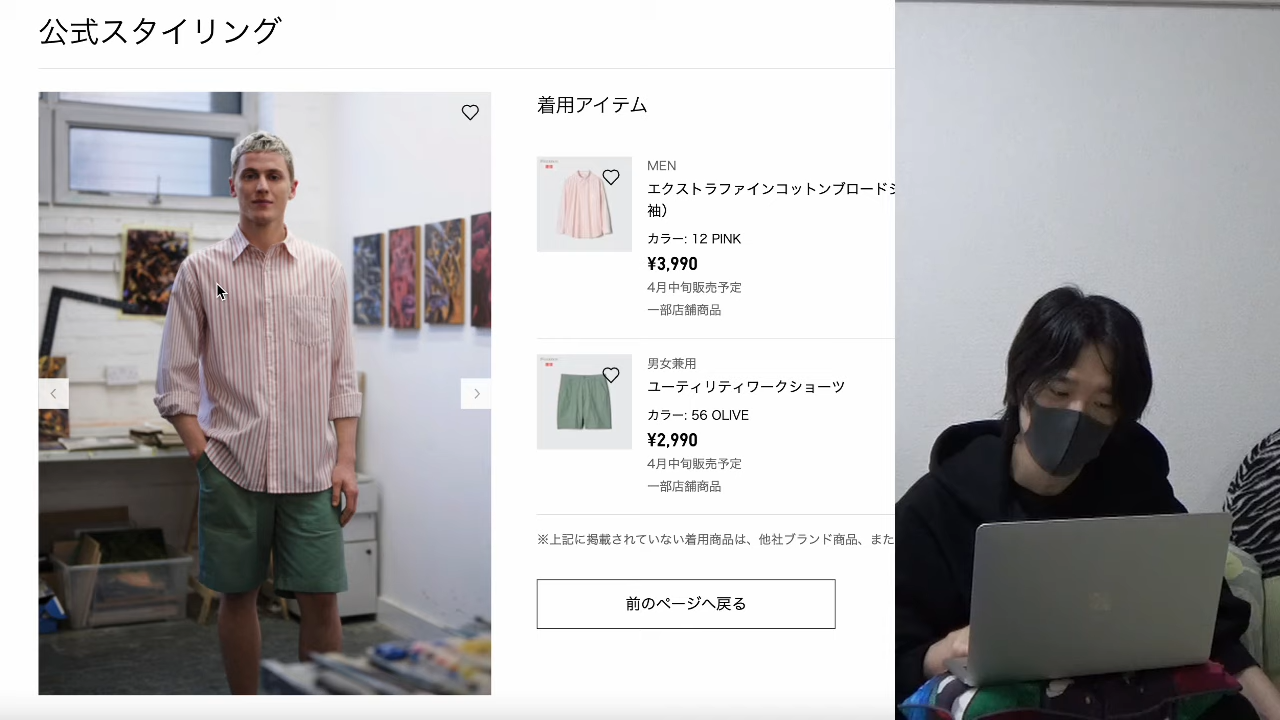 公式スタイリング
着用アイテム
MEN
エクストラファインコットンブロードシ
袖）
カラー: 12 PINK
¥3,990
4月中旬販売予定
一部店舗商品
男女兼用
ユーティリティワークショーツ
カラー: 56 OLIVE
¥2,990
4月中旬販売予定
一部店舗商品
※上記に掲載されていない着用商品は、他社ブランド商品、また
前のページへ戻る